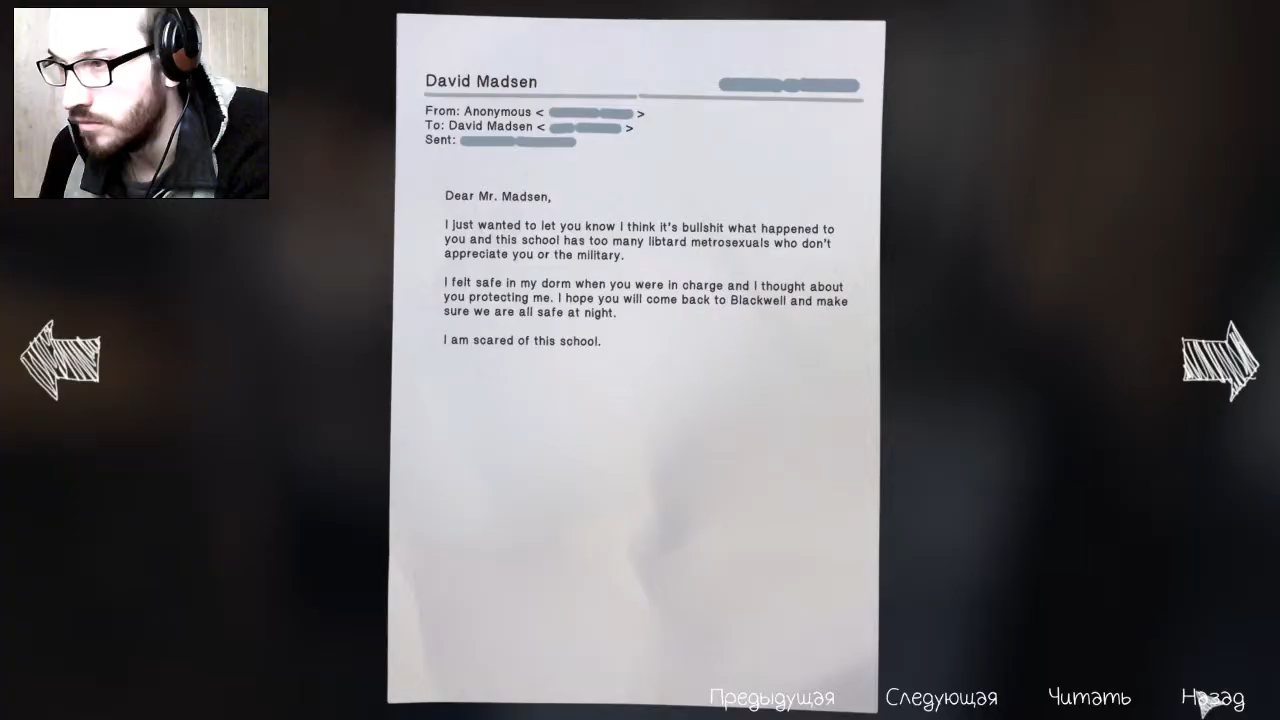 David Madsen
From: Anonymous < >
To: David Madsen < >
Sent:
Dear Mr. Madsen,
I just wanted to let you know I think it's bullshit what happened to
you and this school has too many libtard metrosexuals who don't
appreciate you or the military.
I felt safe in my dorm when you were in charge and I thought about
you protecting me. I hope you will come back to Blackwell and make
sure we are all safe at night.
I am scared of this school.
Предыдущая Следующая Читать Назад